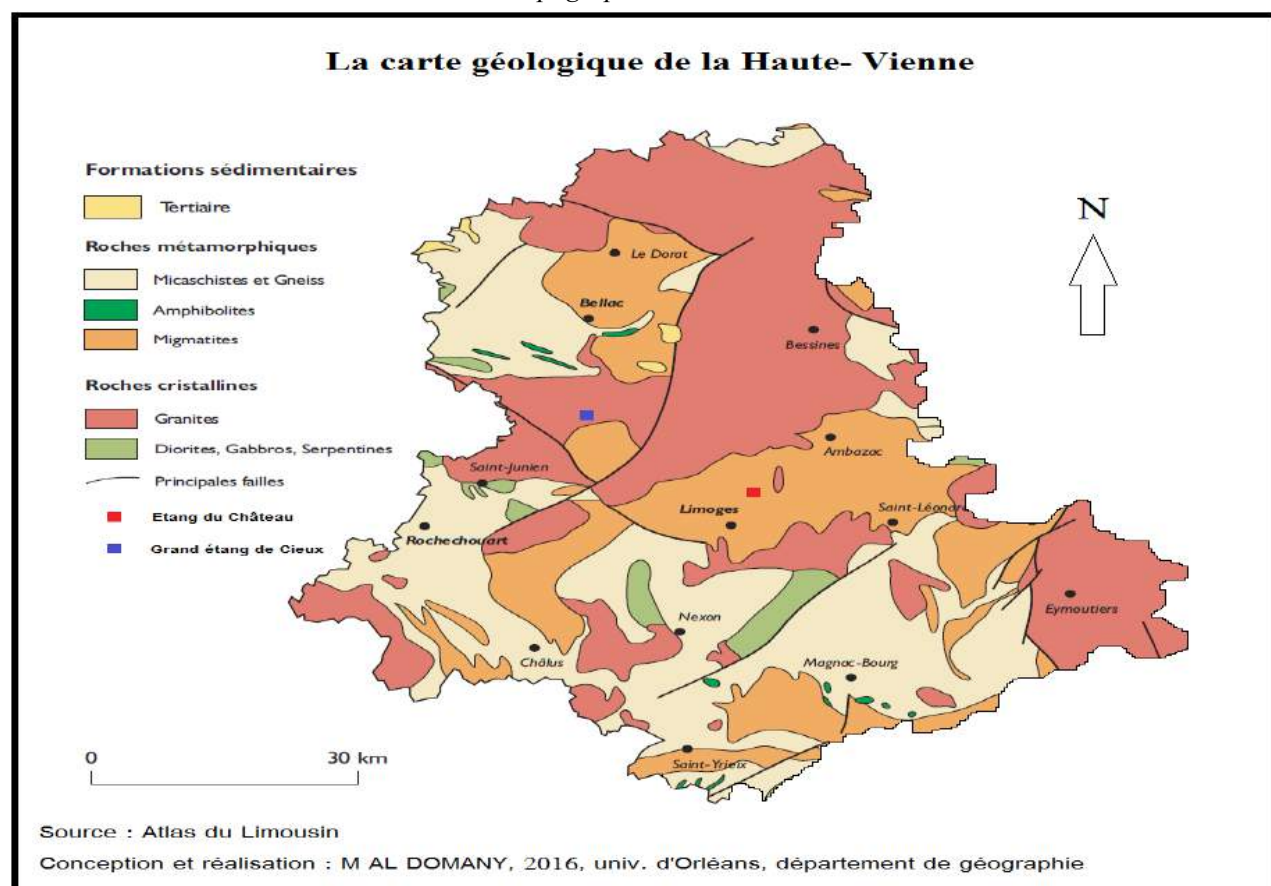 La carte géologique de la Haute- Vienne
Formations sédimentaires
Tertiaire
Roches métamorphiques
Micaschistes et Gneiss
Amphibolites
Migmatites
Roches cristallines
Granites
Diorites, Gabbros, Serpentines
Principales failles
Etang du Château
Grand étang de Cieux
N
Le Dorat
Bellac
Bessines
Ambazac
Saint-Junien
Limoges
Saint-Léonard
Rochechouart
Eymoutiers
Nexon
Châlus
Magnac-Bourg
Saint-Yrieix
0 30 km
Source : Atlas du Limousin
Conception et réalisation : M AL DOMANY, 2016, univ. d'Orléans, département de géographie